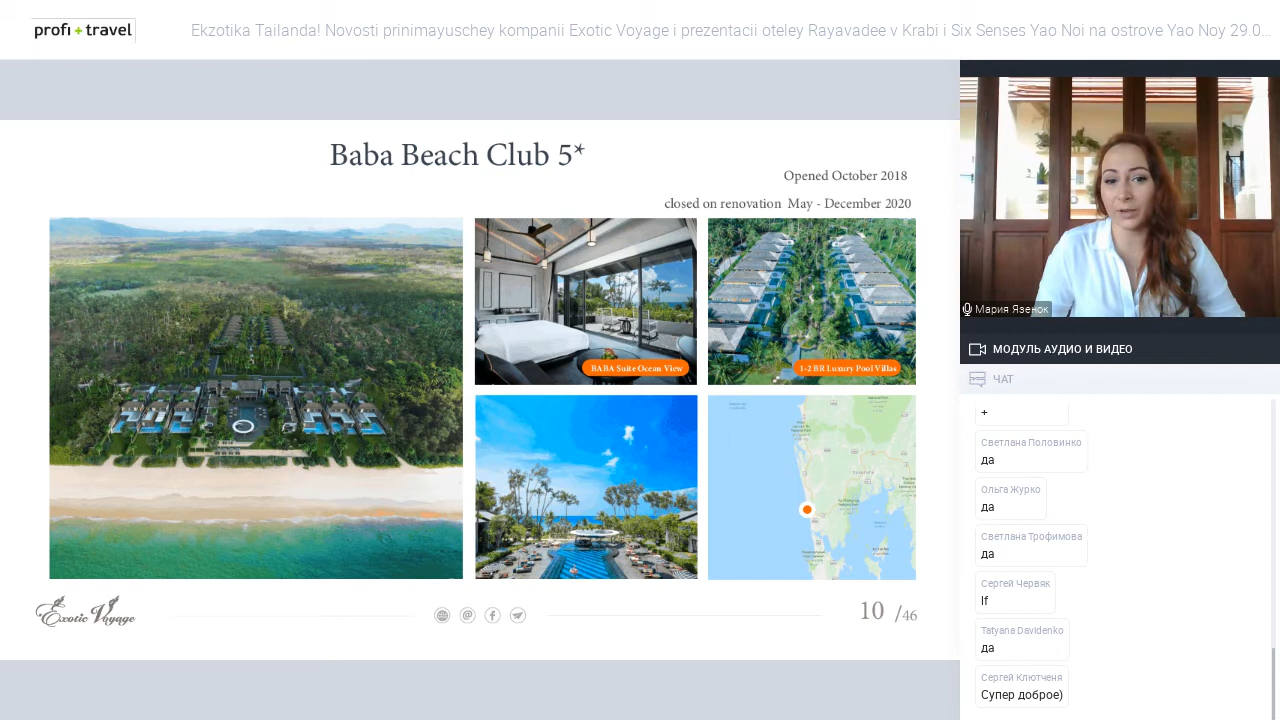 profi + travel
Ekzotika Tailanda! Novosti prinimayuschey kompanii Exotic Voyage i prezentacii oteley Rayavadee v Krabi i Six Senses Yao Noi na ostrove Yao Noy 29.0...
Baba Beach Club 5*
Opened October 2018
closed on renovation May - December 2020
BABA Suite Ocean View
1-2 BR Luxury Pool Villas
Exotic Voyage
10 /46
Мария Язенок
МОДУЛЬ АУДИО И ВИДЕО
ЧАТ
+
Светлана Половинко
да
Ольга Журко
да
Светлана Трофимова
да
Сергей Червяк
lf
Tatyana Davidenko
да
Сергей Клютченя
Супер доброе)